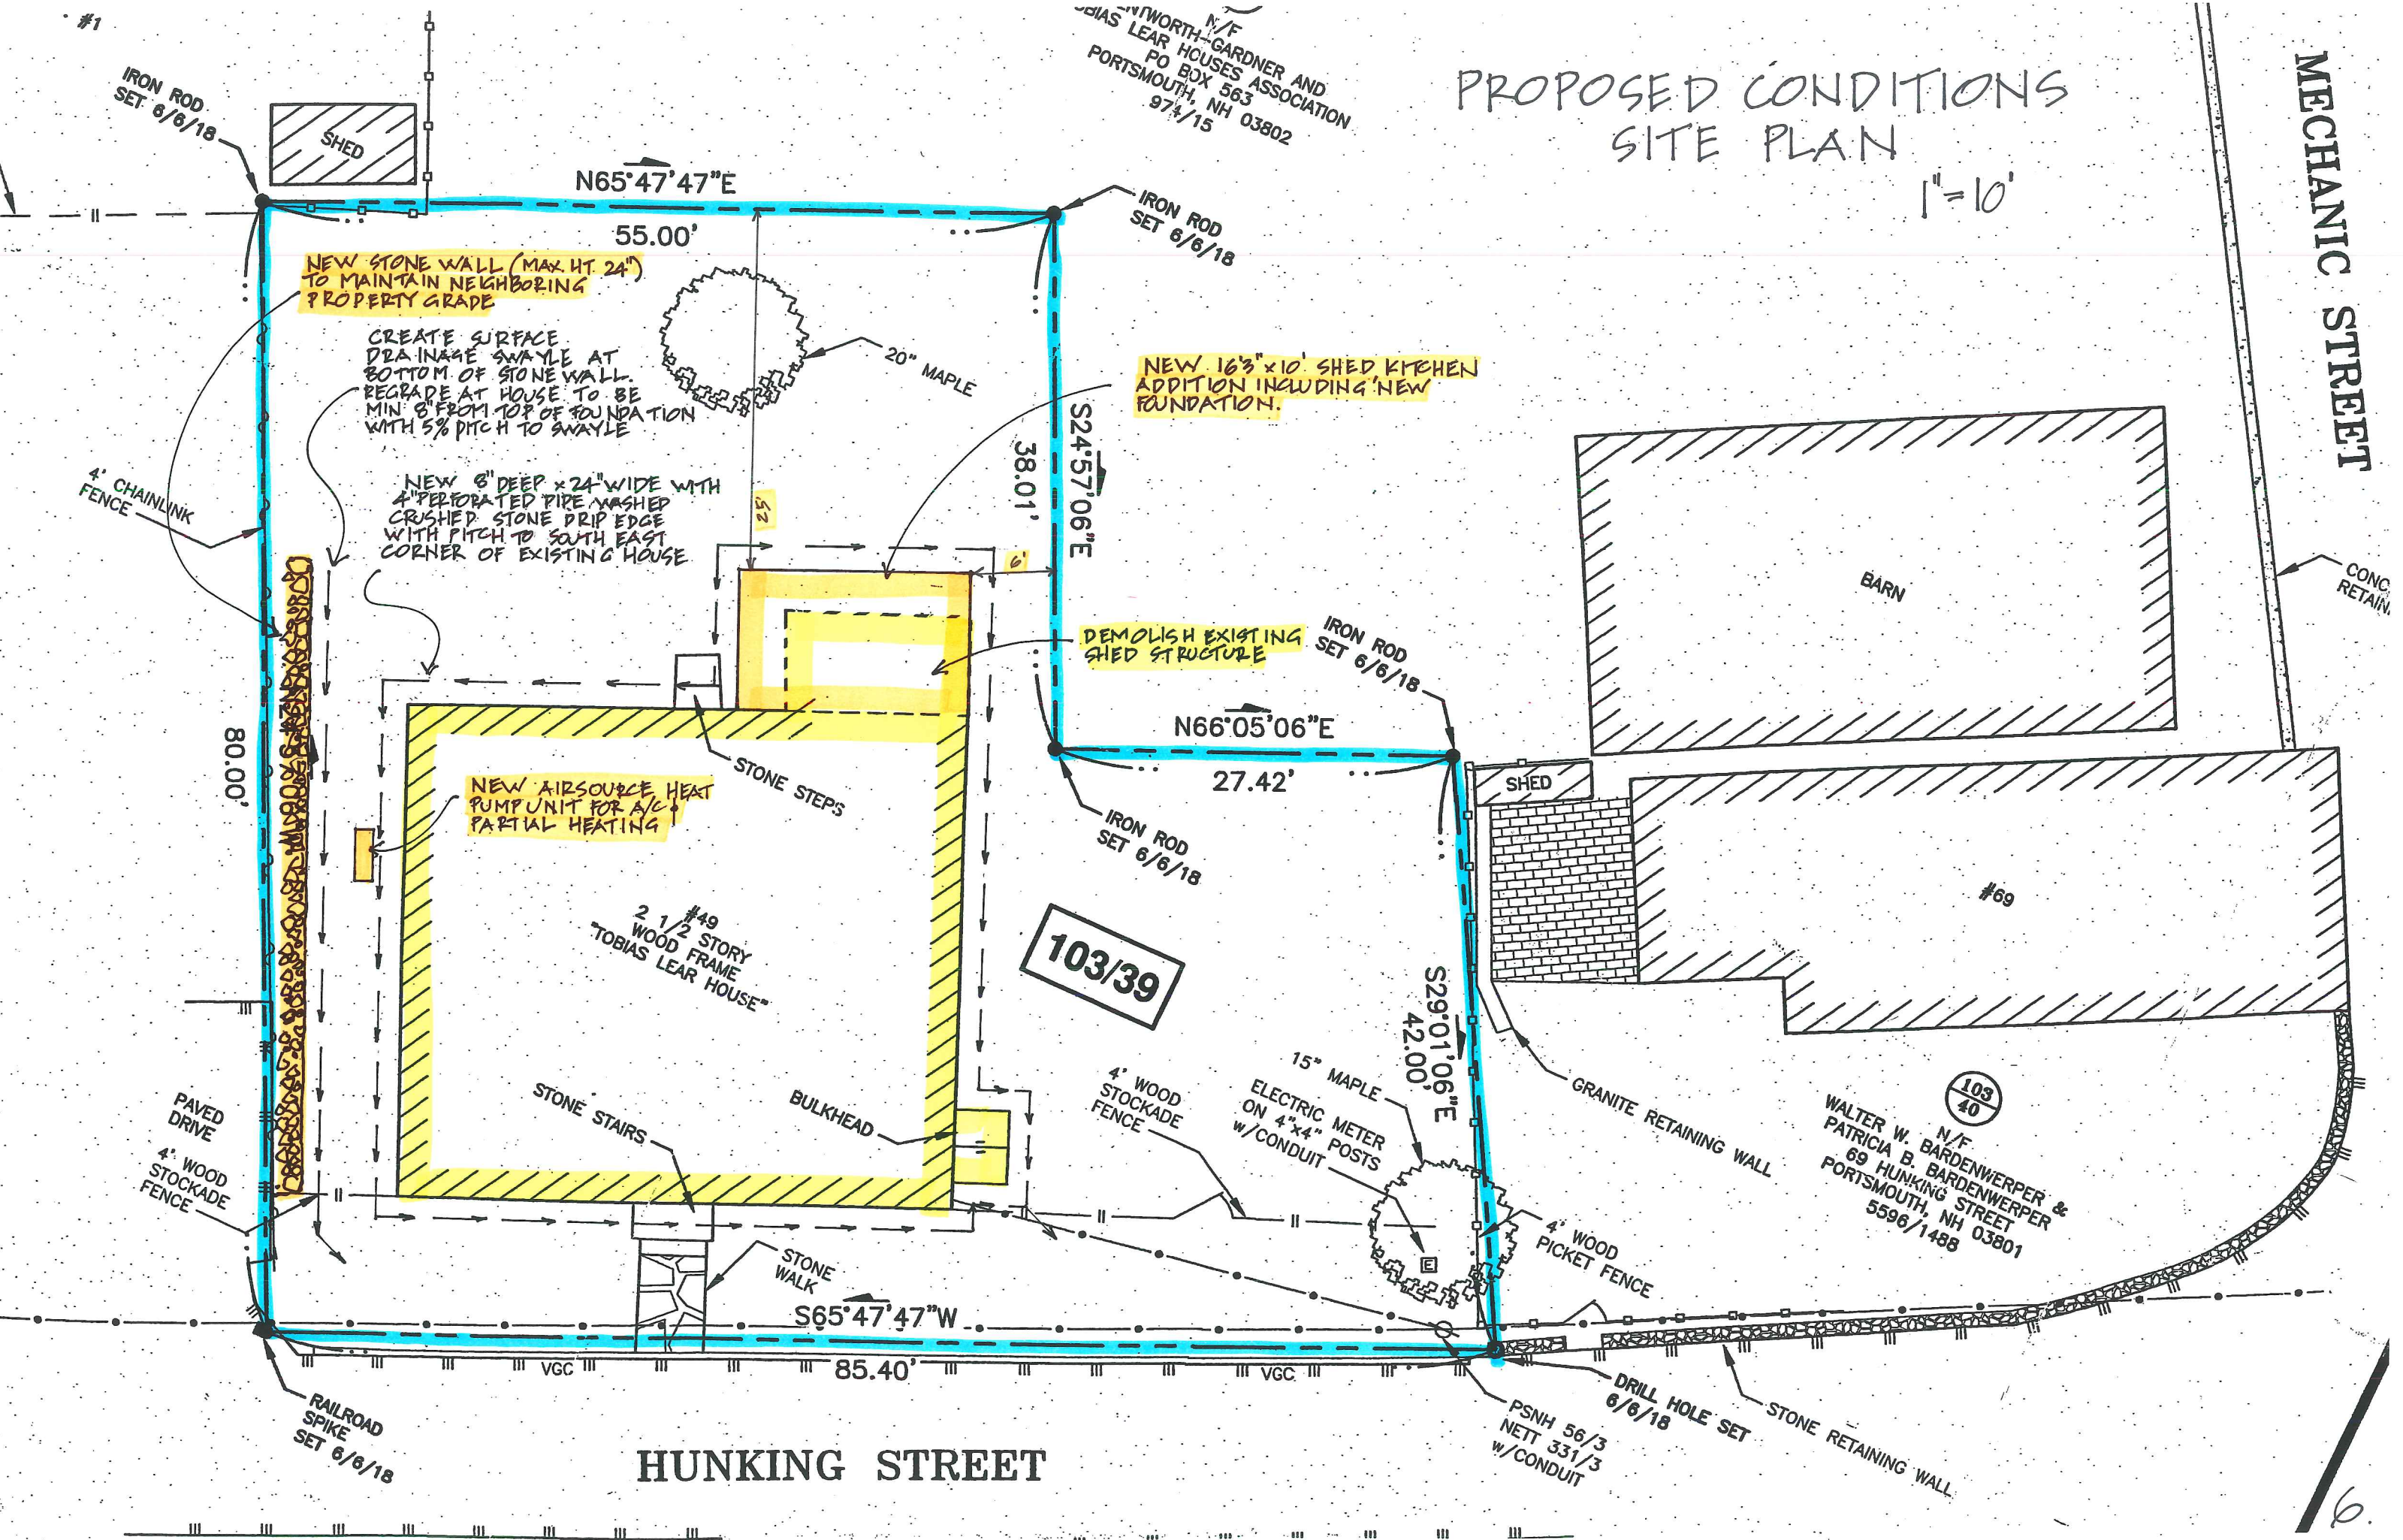 #1
IRON ROD
SET 6/6/18
SHED
N/F
BIAS LEAR HOUSES ASSOCIATION
PO BOX 563
PORTSMOUTH, NH 03802
974/15
PROPOSED CONDITIONS
SITE PLAN
1"=10'
MECHANIC STREET
N65°47'47"E
55.00'
IRON ROD
SET 6/6/18
NEW STONE WALL (MAX. HT. 24")
TO MAINTAIN NEIGHBORING
PROPERTY GRADE
CREATE SURFACE
DRAINAGE SWAYLE AT
BOTTOM OF STONE WALL.
REGRADE AT HOUSE TO BE
MIN 8" FROM TOP OF FOUNDATION
WITH 5% PITCH TO SWAYLE
20" MAPLE
NEW 16'3" x 10' SHED KITCHEN
ADDITION INCLUDING NEW
FOUNDATION.
S24°57'06"E
38.01'
4' CHAINLINK
FENCE
NEW 8" DEEP x 24" WIDE WITH
4" PERFORATED PIPE/WASHED
CRUSHED STONE DRIP EDGE
WITH PITCH TO SOUTH EAST
CORNER OF EXISTING HOUSE
25'
6'
BARN
CONC.
RETAIN.
DEMOLISH EXISTING
SHED STRUCTURE
IRON ROD
SET 6/6/18
N66°05'06"E
27.42'
80.00'
STONE STEPS
SHED
NEW AIRSOURCE HEAT
PUMP UNIT FOR A/C &
PARTIAL HEATING
IRON ROD
SET 6/6/18
#69
#49
2 1/2 STORY
WOOD FRAME
"TOBIAS LEAR HOUSE"
103/39
S29°01'06"E
42.00'
PAVED
DRIVE
4' WOOD
STOCKADE
FENCE
STONE STAIRS
BULKHEAD
4' WOOD
STOCKADE
FENCE
15" MAPLE
ELECTRIC METER
ON 4"x4" POSTS
w/CONDUIT
E
GRANITE RETAINING WALL
103
40
N/F
WALTER W. BARDENWERPER &
PATRICIA B. BARDENWERPER
69 HUNKING STREET
PORTSMOUTH, NH 03801
5596/1488
STONE
WALK
4' WOOD
PICKET FENCE
S65°47'47"W
VGC
85.40'
VGC
RAILROAD
SPIKE
SET 6/6/18
HUNKING STREET
PSNH 56/3
NETT 331/3
w/CONDUIT
DRILL HOLE SET
6/6/18
STONE RETAINING WALL
6.